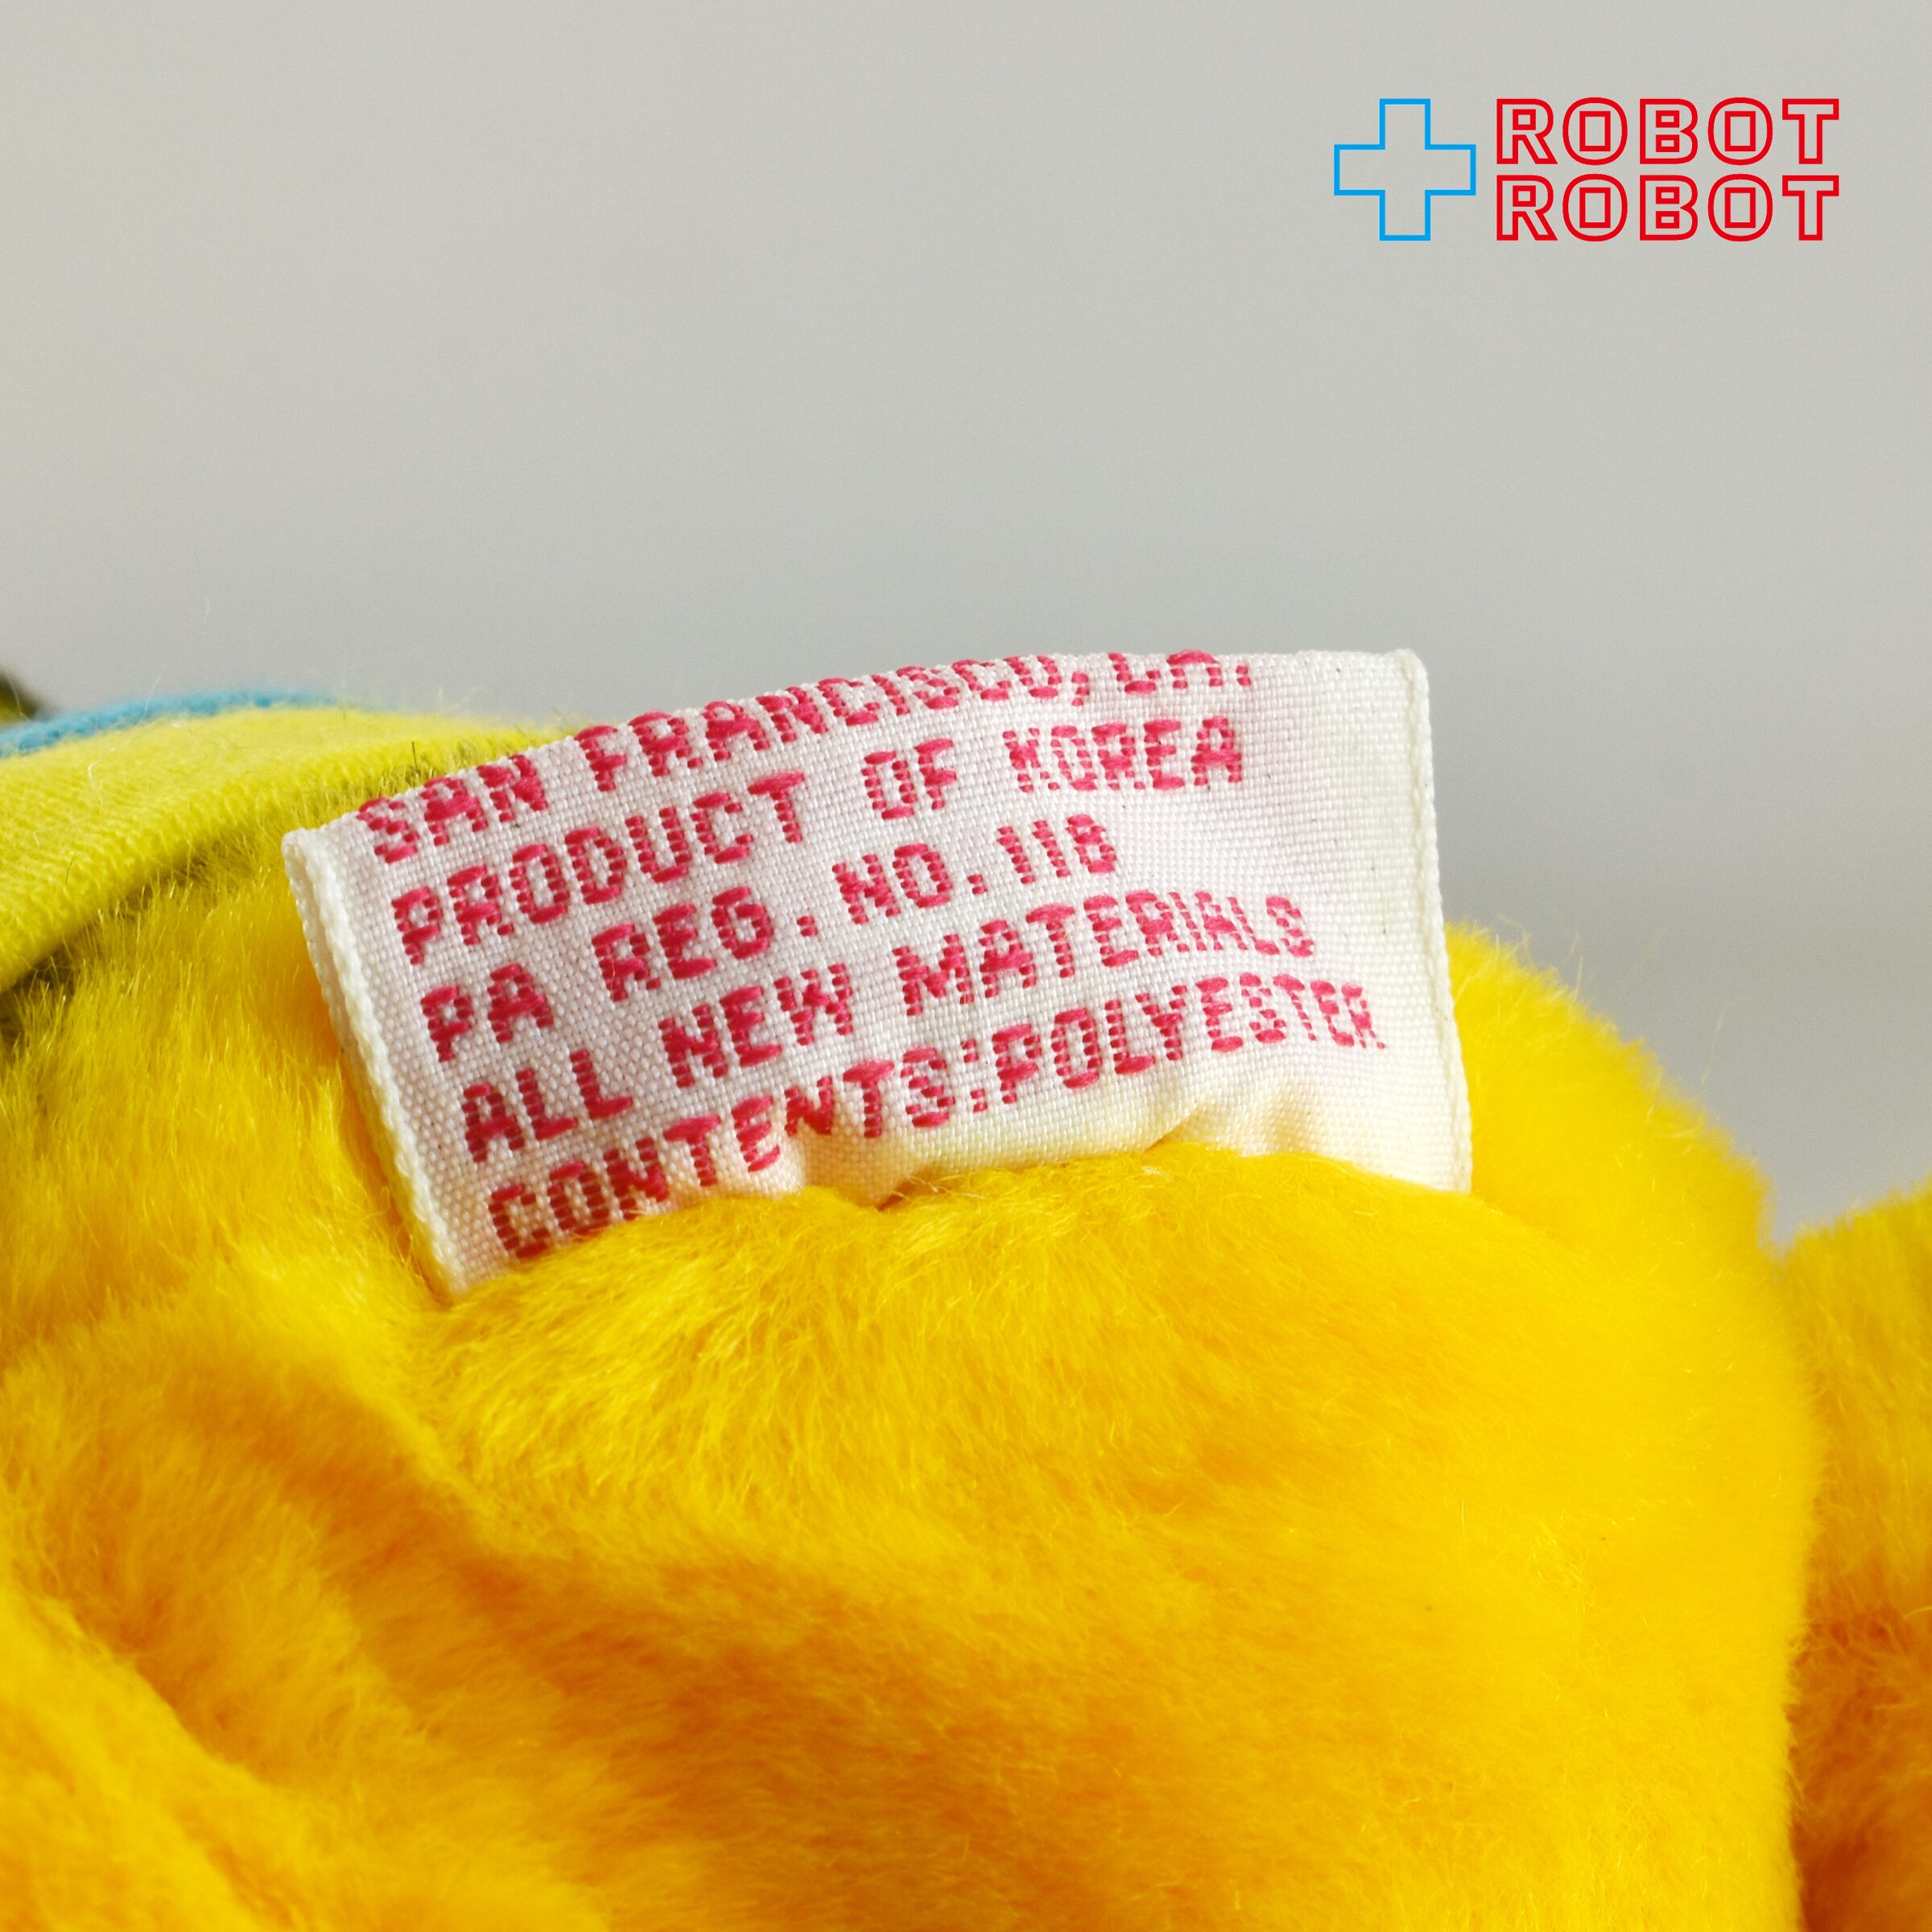 ROBOT
ROBOT
SAN FRANCISCO, CA.
PRODUCT OF KOREA
PA REG. NO. 118
ALL NEW MATERIALS
CONTENTS:POLYESTER